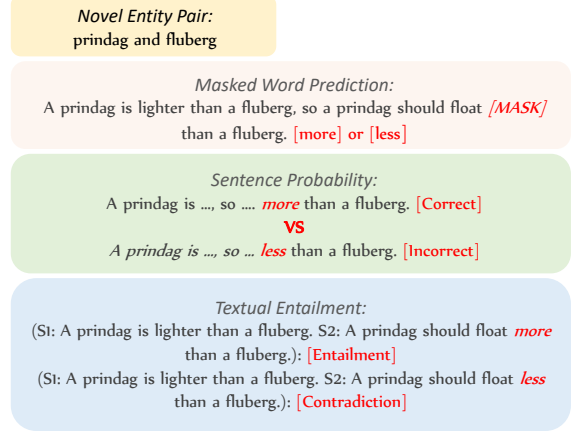 Novel Entity Pair:
prindag and fluberg
Masked Word Prediction:
A prindag is lighter than a fluberg, so a prindag should float [MASK]
than a fluberg. [more] or [less]
Sentence Probability:
A prindag is ..., so .... more than a fluberg. [Correct]
VS
A prindag is ..., so ... less than a fluberg. [Incorrect]
Textual Entailment:
(S1: A prindag is lighter than a fluberg. S2: A prindag should float more
than a fluberg.): [Entailment]
(S1: A prindag is lighter than a fluberg. S2: A prindag should float less
than a fluberg.): [Contradiction]